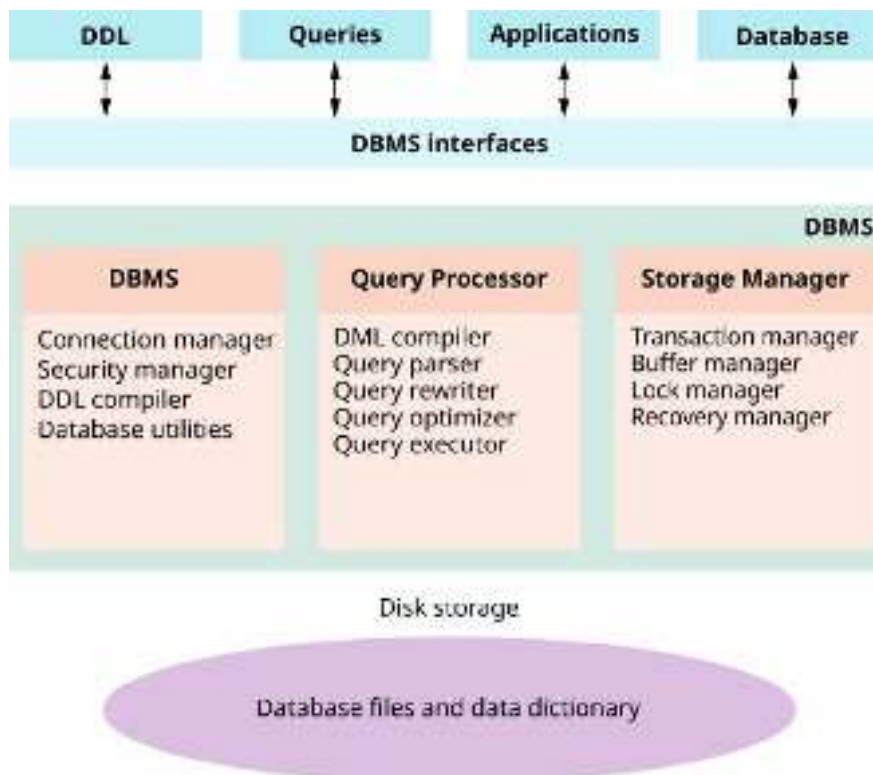 DDL
Queries
Applications
Database
DBMS interfaces
DBMS
DBMS
Connection manager
Security manager
DDL compiler
Database utilities
Query Processor
DML compiler
Query parser
Query rewriter
Query optimizer
Query executor
Storage Manager
Transaction manager
Buffer manager
Lock manager
Recovery manager
Disk storage
Database files and data dictionary